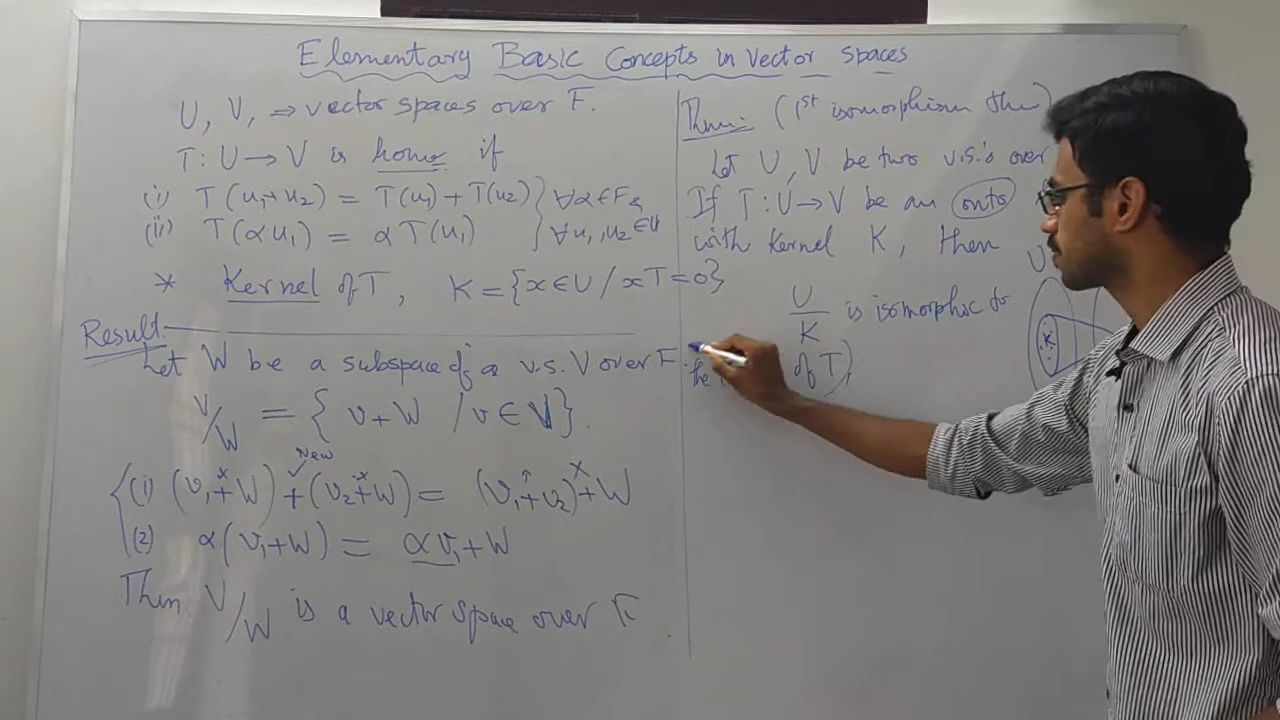 Elementary Basic Concepts in vector spaces
U, V, ⇒ vector spaces over F.
T: U → V is homo if
(i) T(u₁+u₂) = T(u₁) + T(u₂) } ∀α∈F &
(ii) T(αu₁) = α T(u₁) } ∀u₁,u₂∈U
* Kernel of T, K = {x∈U / xT=0}
Result:-
Let W be a subspace of a v.s. V over F.
V/W = { v+W / v∈V }.
(1) (v₁+W) + (v₂+W) = (v₁+v₂)+W
New
(2) α(v₁+W) = αv₁+W
Then V/W is a vector space over F
Thm:- (1st isomorphism thm)
Let U, V be two v.s.'s over
If T: U → V be an onto
with Kernel K, then
U/K is isomorphic to
the of T).
U
K